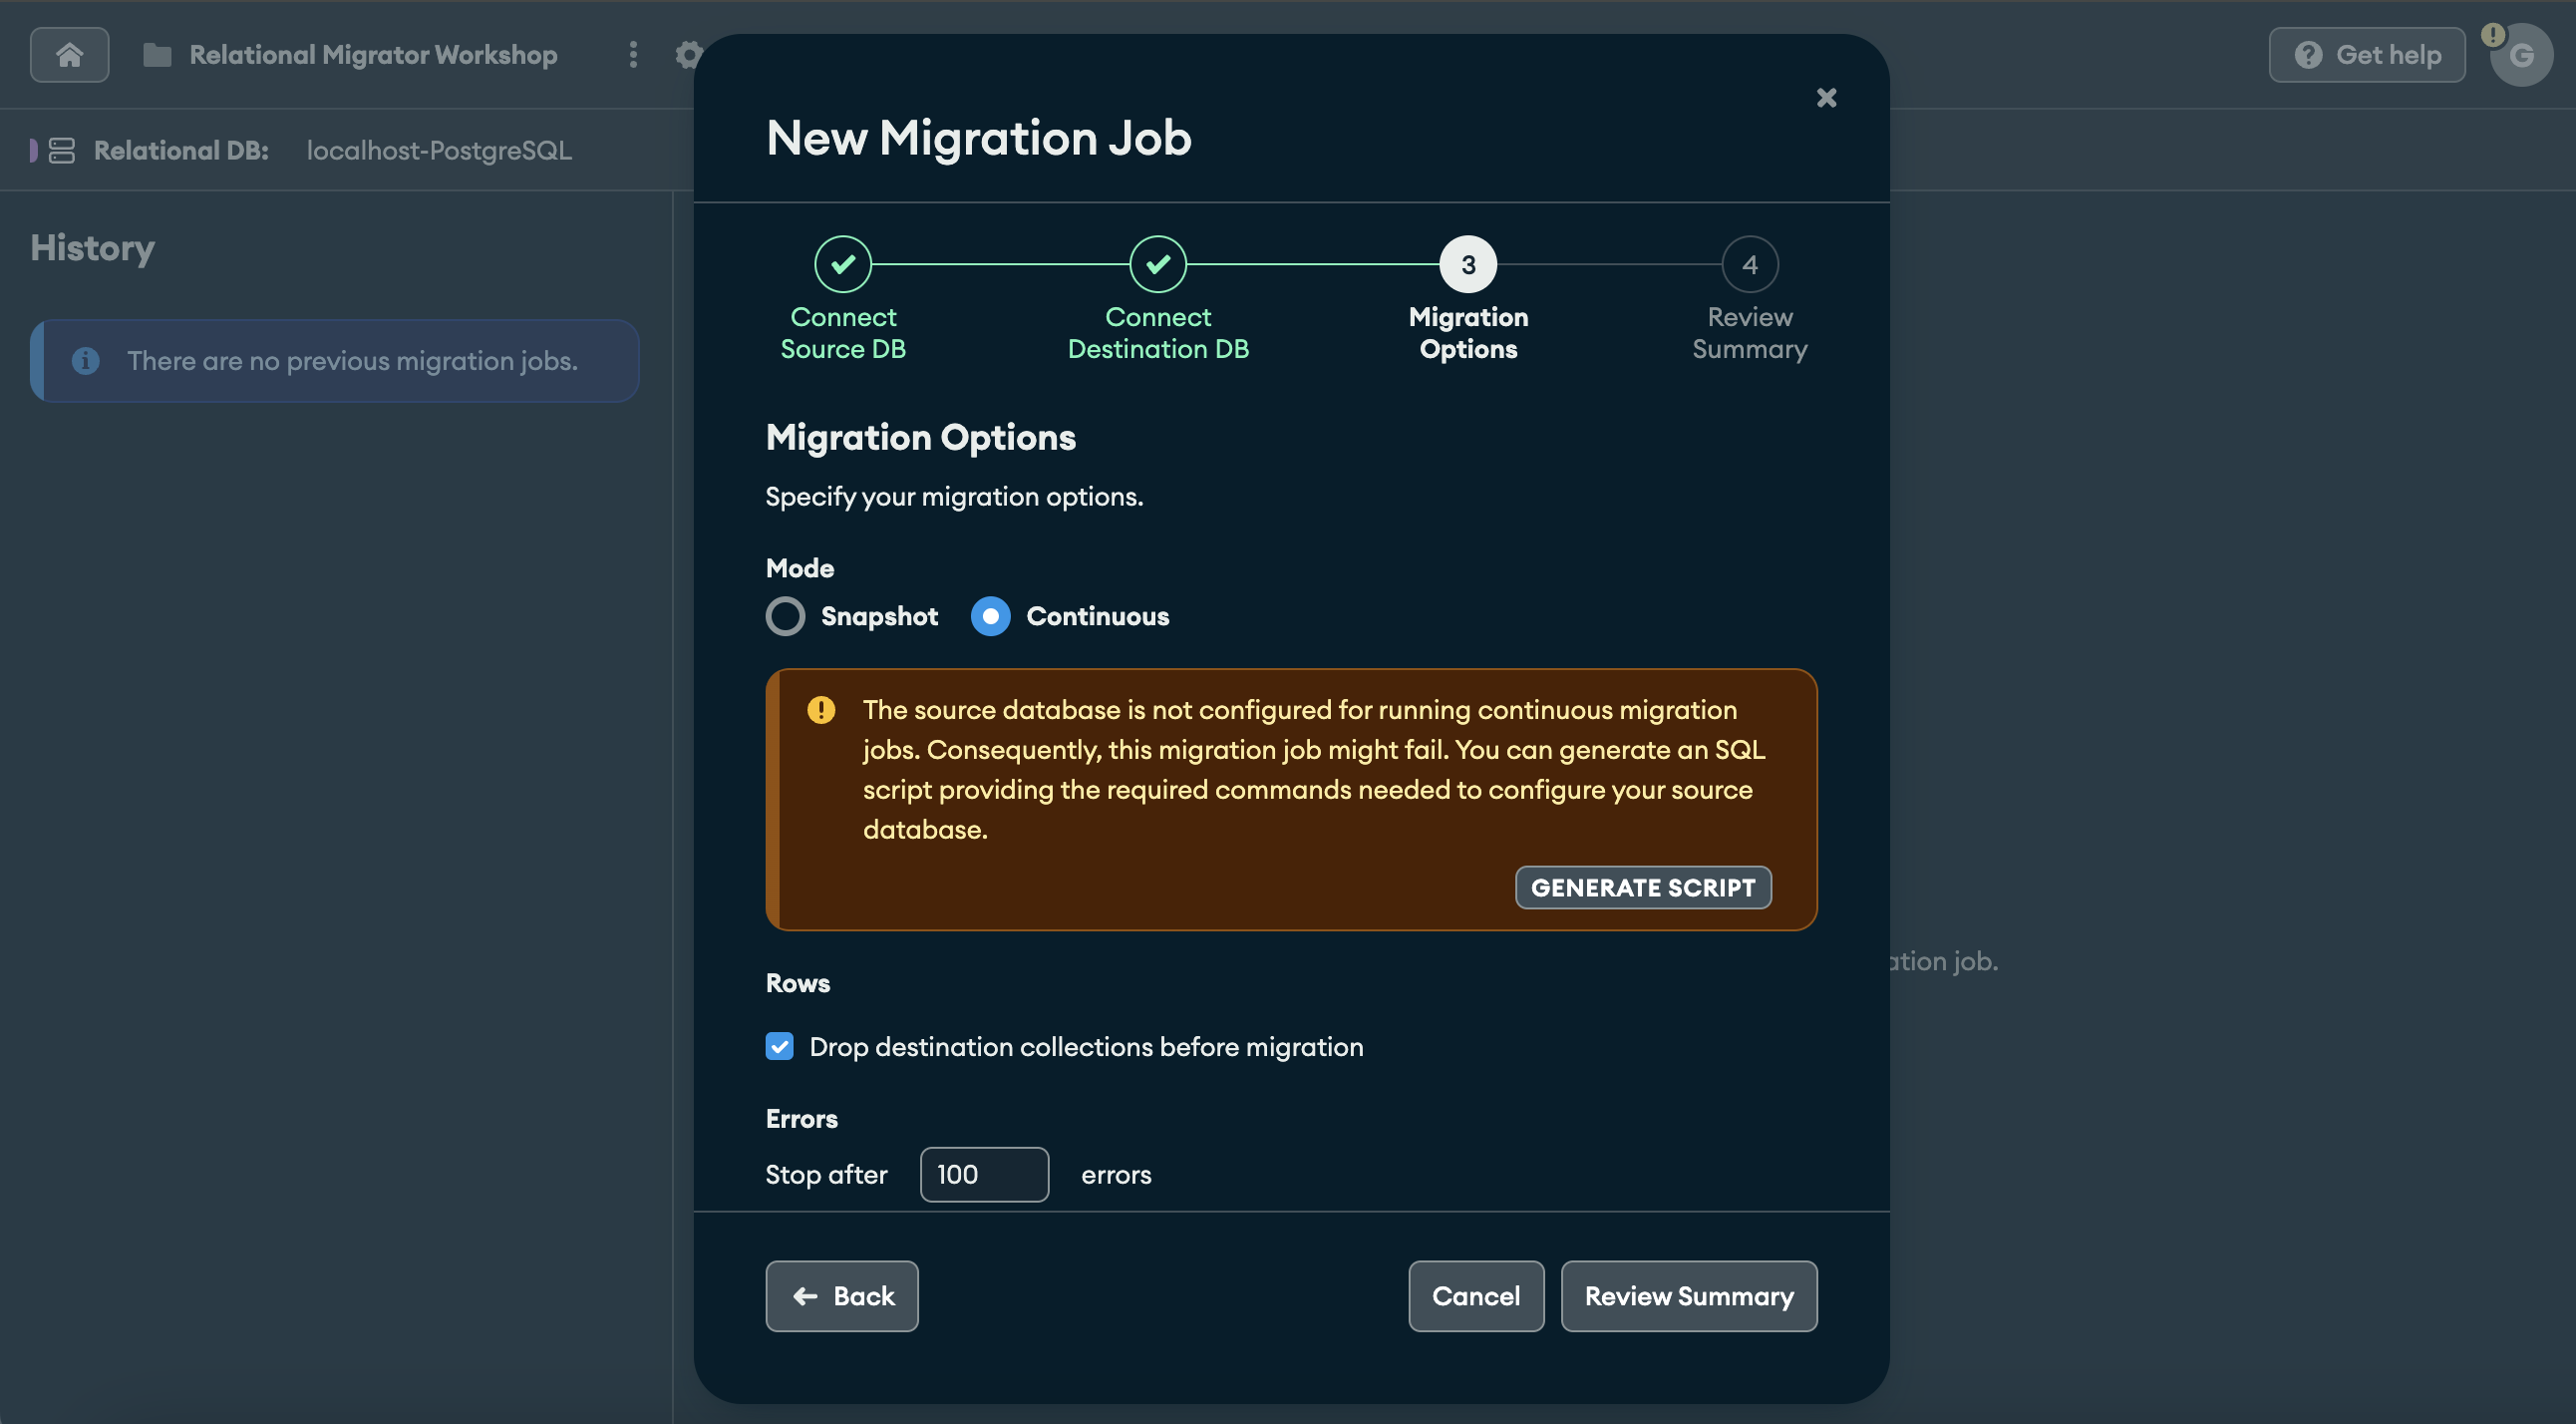 Relational Migrator Workshop
Get help
!
G
Relational DB: localhost-PostgreSQL
History
There are no previous migration jobs.
New Migration Job
3
4
Connect
Source DB
Connect
Destination DB
Migration
Options
Review
Summary
Migration Options
Specify your migration options.
Mode
Snapshot
Continuous
The source database is not configured for running continuous migration
jobs. Consequently, this migration job might fail. You can generate an SQL
script providing the required commands needed to configure your source
database.
GENERATE SCRIPT
ation job.
Rows
Drop destination collections before migration
Errors
Stop after 100 errors
Back
Cancel
Review Summary